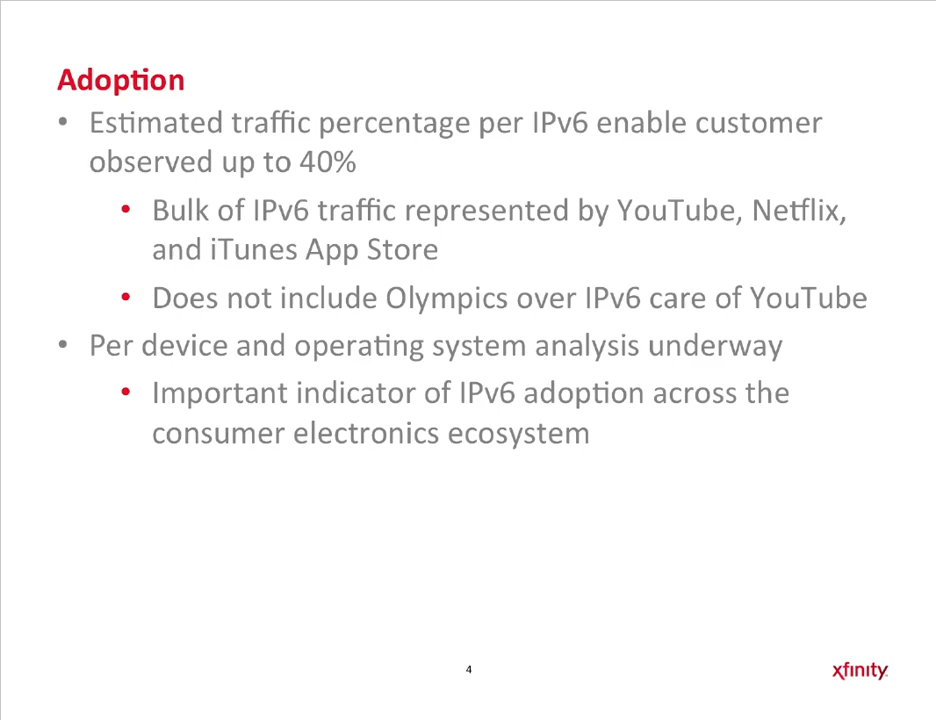 Adoption
• Estimated traffic percentage per IPv6 enable customer
observed up to 40%
• Bulk of IPv6 traffic represented by YouTube, Netflix,
and iTunes App Store
• Does not include Olympics over IPv6 care of YouTube
• Per device and operating system analysis underway
• Important indicator of IPv6 adoption across the
consumer electronics ecosystem
4
xfinity